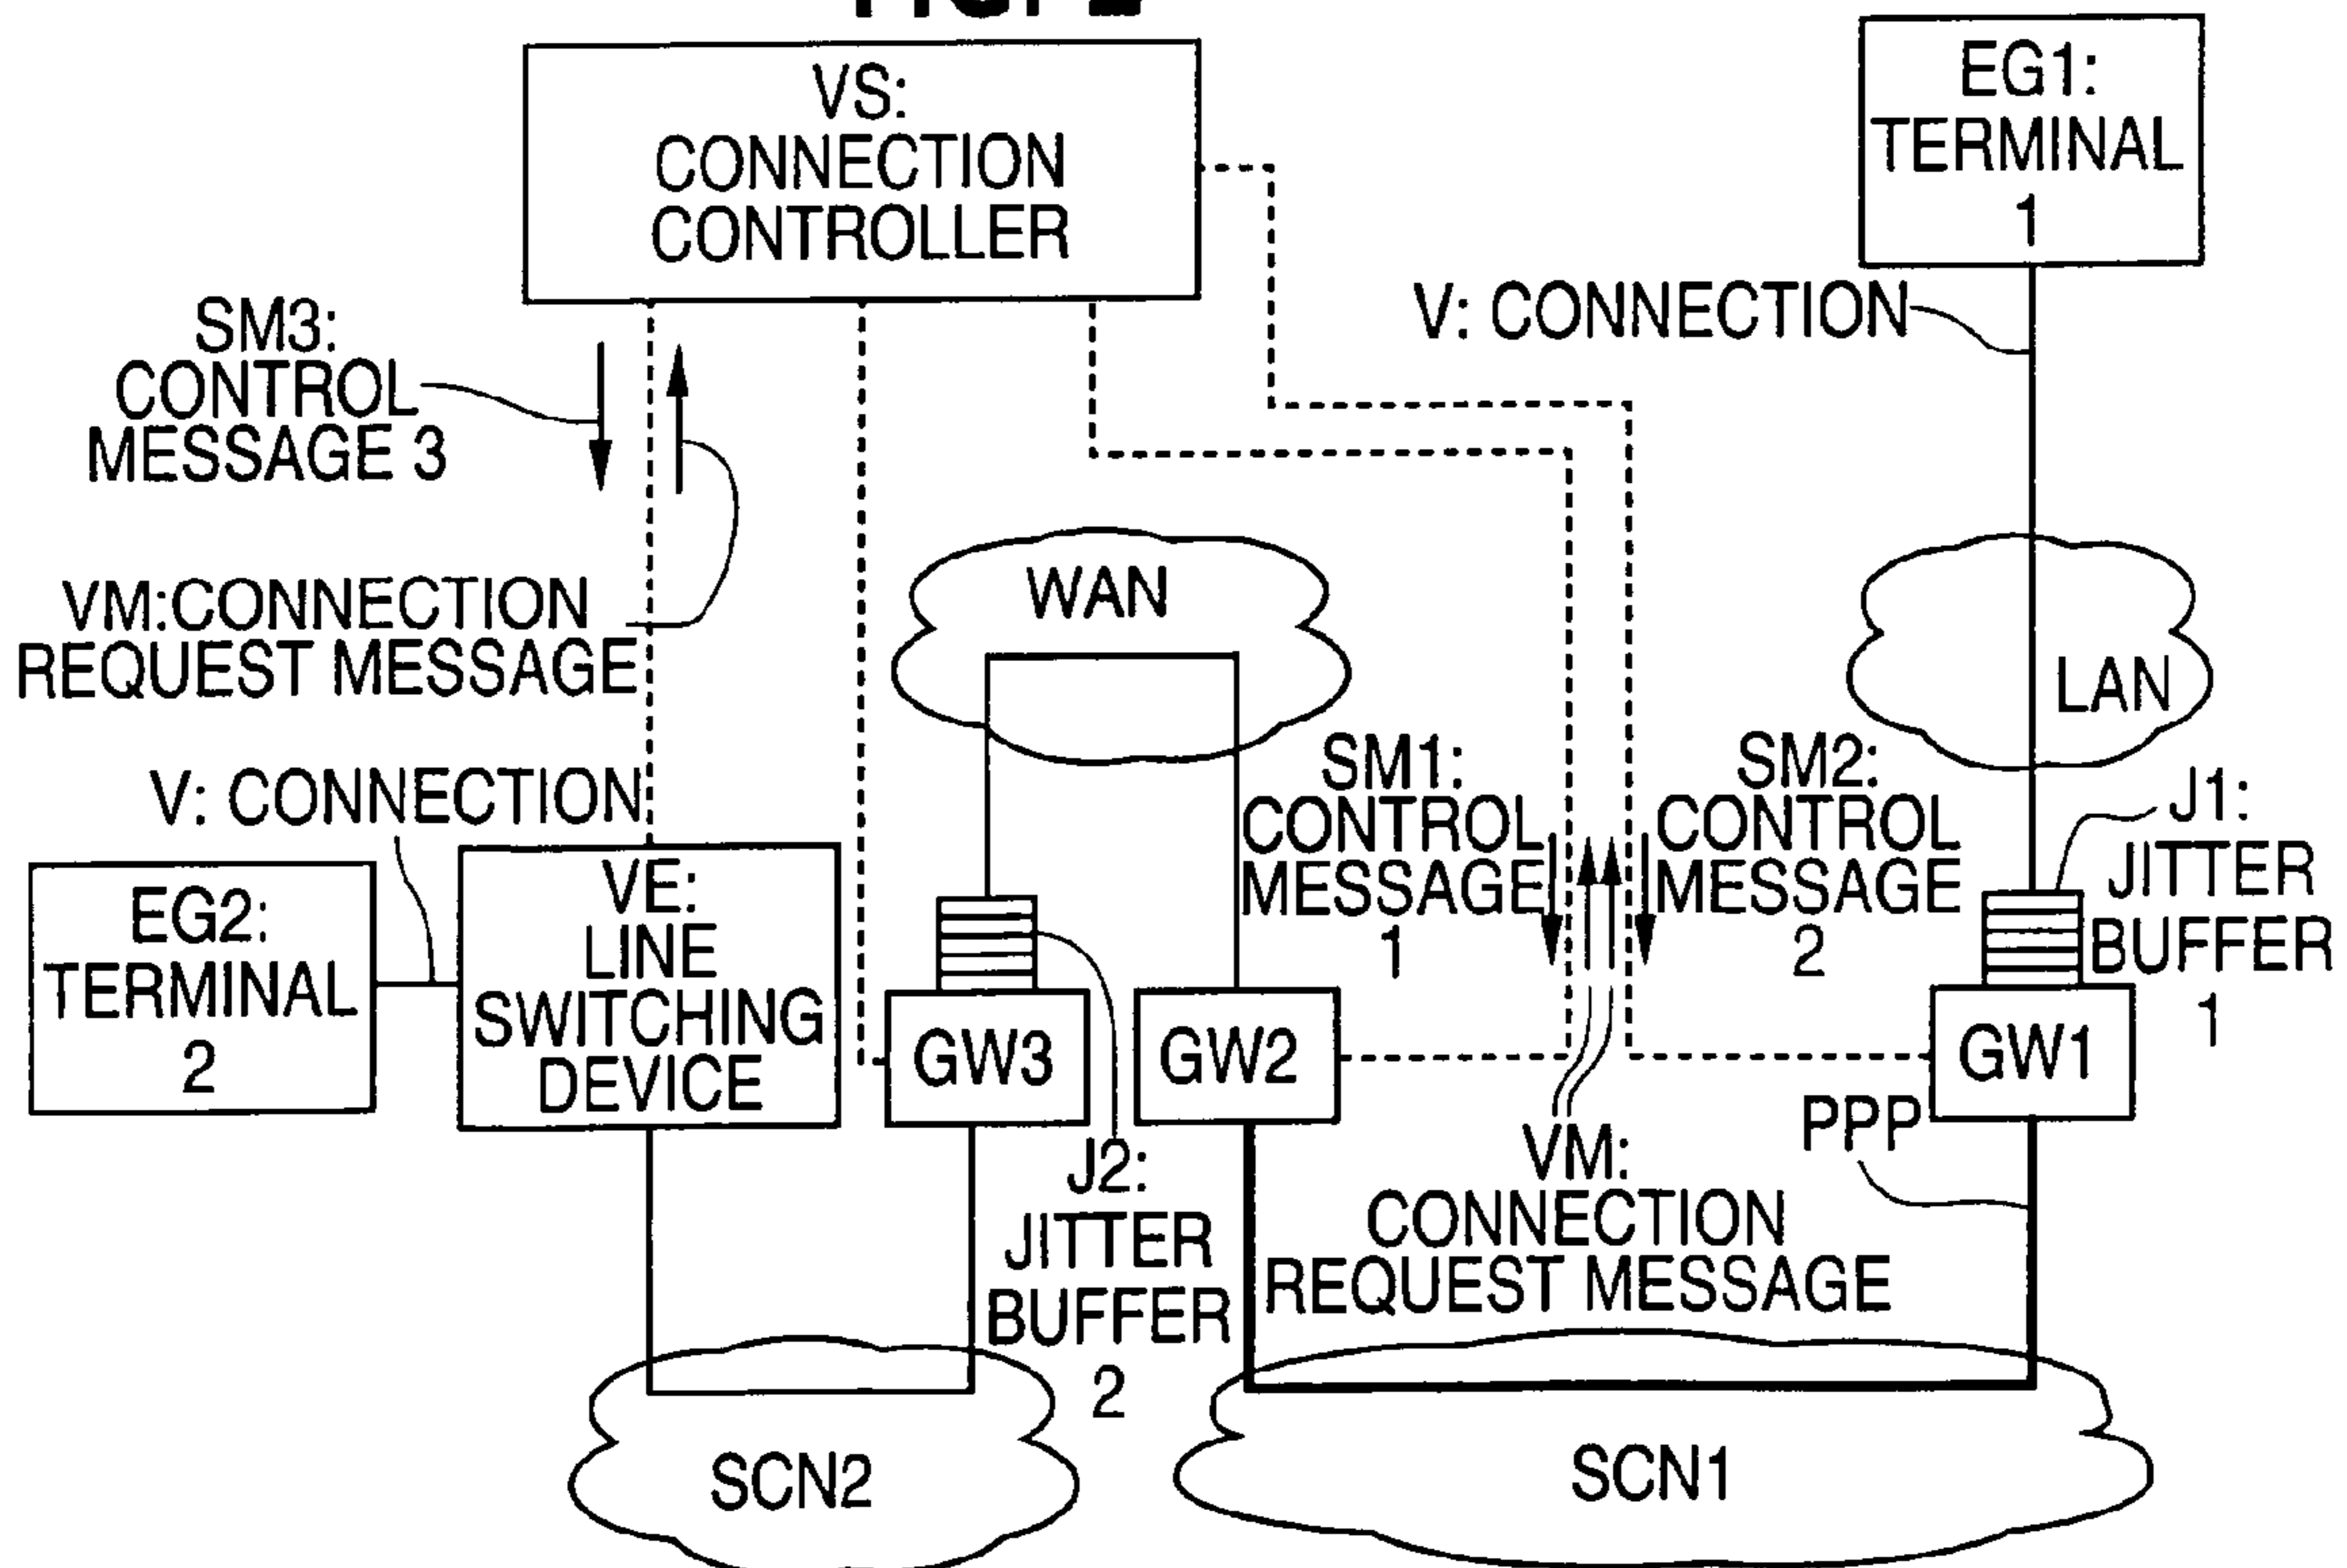 VS:
CONNECTION
CONTROLLER
EG1:
TERMINAL
1
V: CONNECTION
SM3:
CONTROL
MESSAGE 3
VM:CONNECTION
REQUEST MESSAGE
WAN
LAN
V: CONNECTION
SM1:
CONTROL
MESSAGE
1
SM2:
CONTROL
MESSAGE
2
J1:
JITTER
BUFFER
1
EG2:
TERMINAL
2
VE:
LINE
SWITCHING
DEVICE
GW3
GW2
GW1
PPP
J2:
JITTER
BUFFER
2
VM:
CONNECTION
REQUEST MESSAGE
SCN2
SCN1